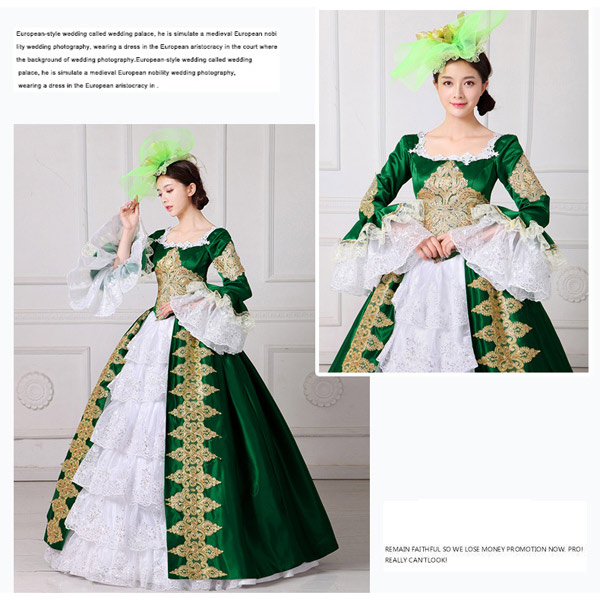 European-style wedding called wedding palace, he is simulate a medieval European nobi
lity wedding photography, wearing a dress in the European aristocracy in the court where
the background of wedding photography.European-style wedding called wedding
palace, he is simulate a medieval European nobility wedding photography,
wearing a dress in the European aristocracy in .
REMAIN FAITHFUL SO WE LOSE MONEY PROMOTION NOW. PRO!
REALLY CAN'TLOOK!